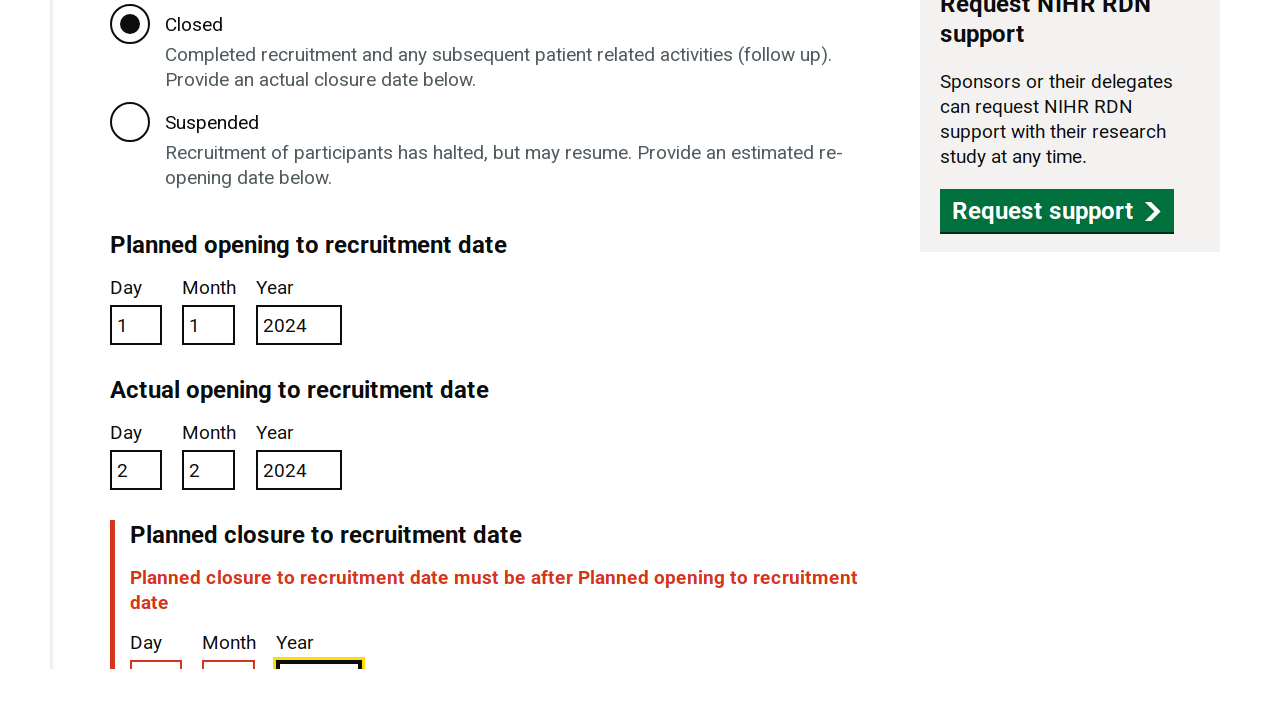 Closed
Completed recruitment and any subsequent patient related activities (follow up).
Provide an actual closure date below.
Suspended
Recruitment of participants has halted, but may resume. Provide an estimated re-
opening date below.
Planned opening to recruitment date
Day Month Year
1 1 2024
Actual opening to recruitment date
Day Month Year
2 2 2024
Planned closure to recruitment date
Planned closure to recruitment date must be after Planned opening to recruitment
date
Day Month Year
Request NIHR RDN
support
Sponsors or their delegates
can request NIHR RDN
support with their research
study at any time.
Request support